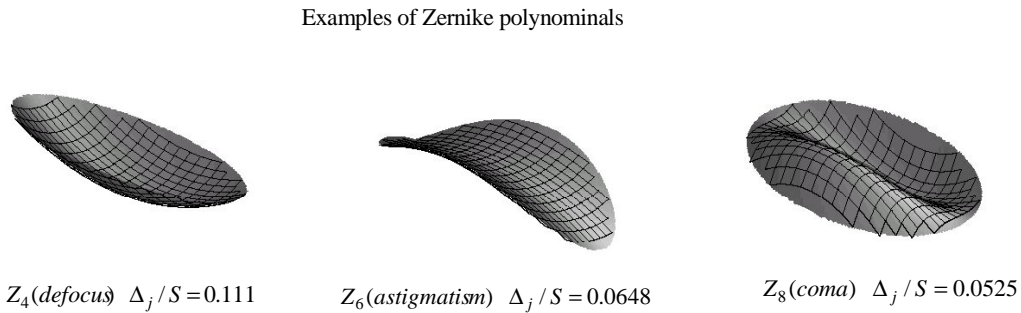 Examples of Zernike polynominals
Z₄(defocus) Δⱼ / S = 0.111
Z₆(astigmatism) Δⱼ / S = 0.0648
Z₈(coma) Δⱼ / S = 0.0525